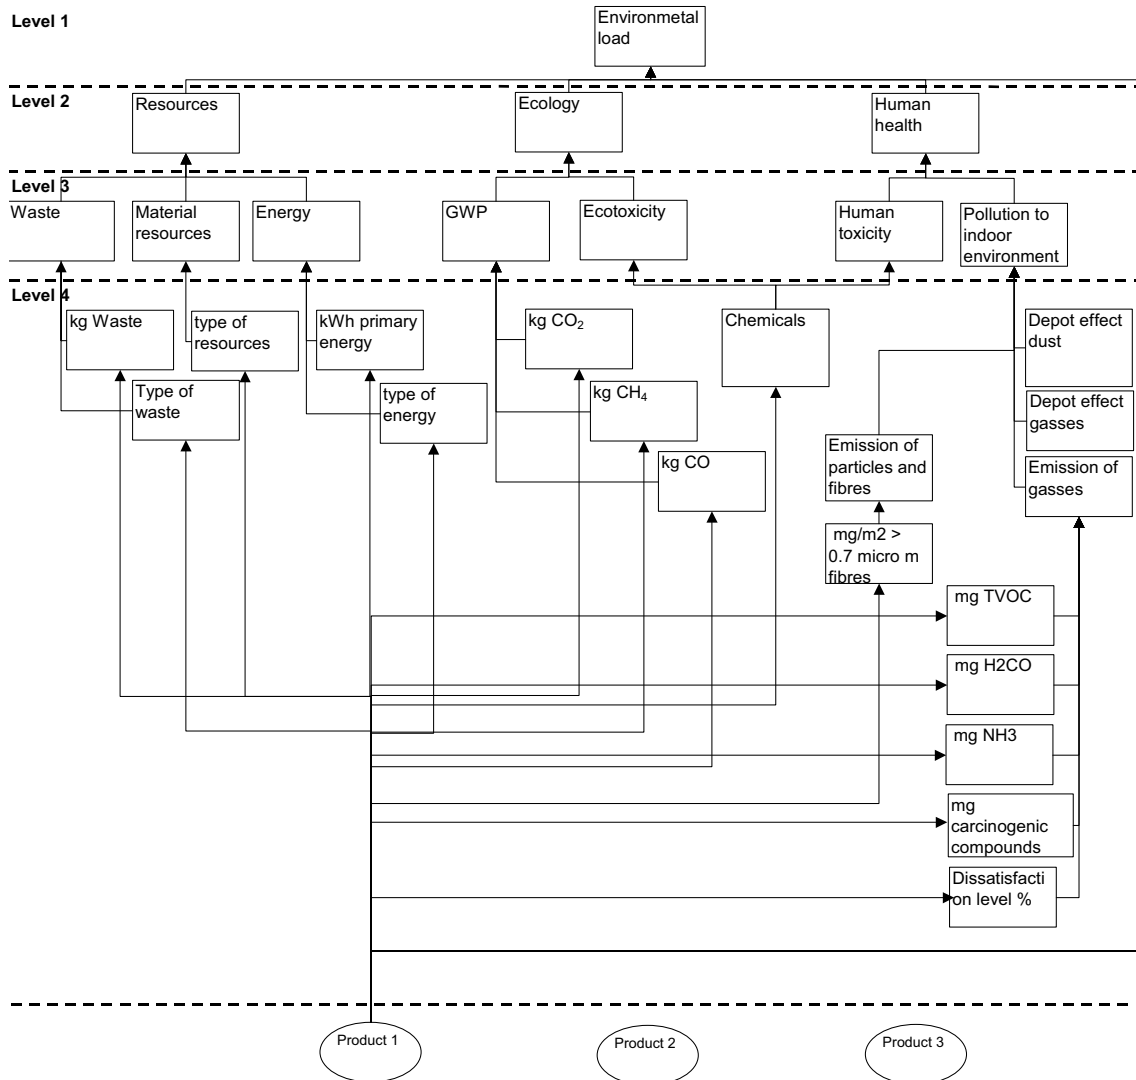 Level 1
Environmetal
load
Level 2
Resources
Ecology
Human
health
Level 3
Waste
Material
resources
Energy
GWP
Ecotoxicity
Human
toxicity
Pollution to
indoor
environment
Level 4
kg Waste
type of
resources
kWh primary
energy
kg CO₂
Chemicals
Depot effect
dust
Type of
waste
type of
energy
kg CH₄
Depot effect
gasses
Emission of
particles and
fibres
kg CO
Emission of
gasses
mg/m2 >
0.7 micro m
fibres
mg TVOC
mg H2CO
mg NH3
mg
carcinogenic
compounds
Dissatisfacti
on level %
Product 1
Product 2
Product 3